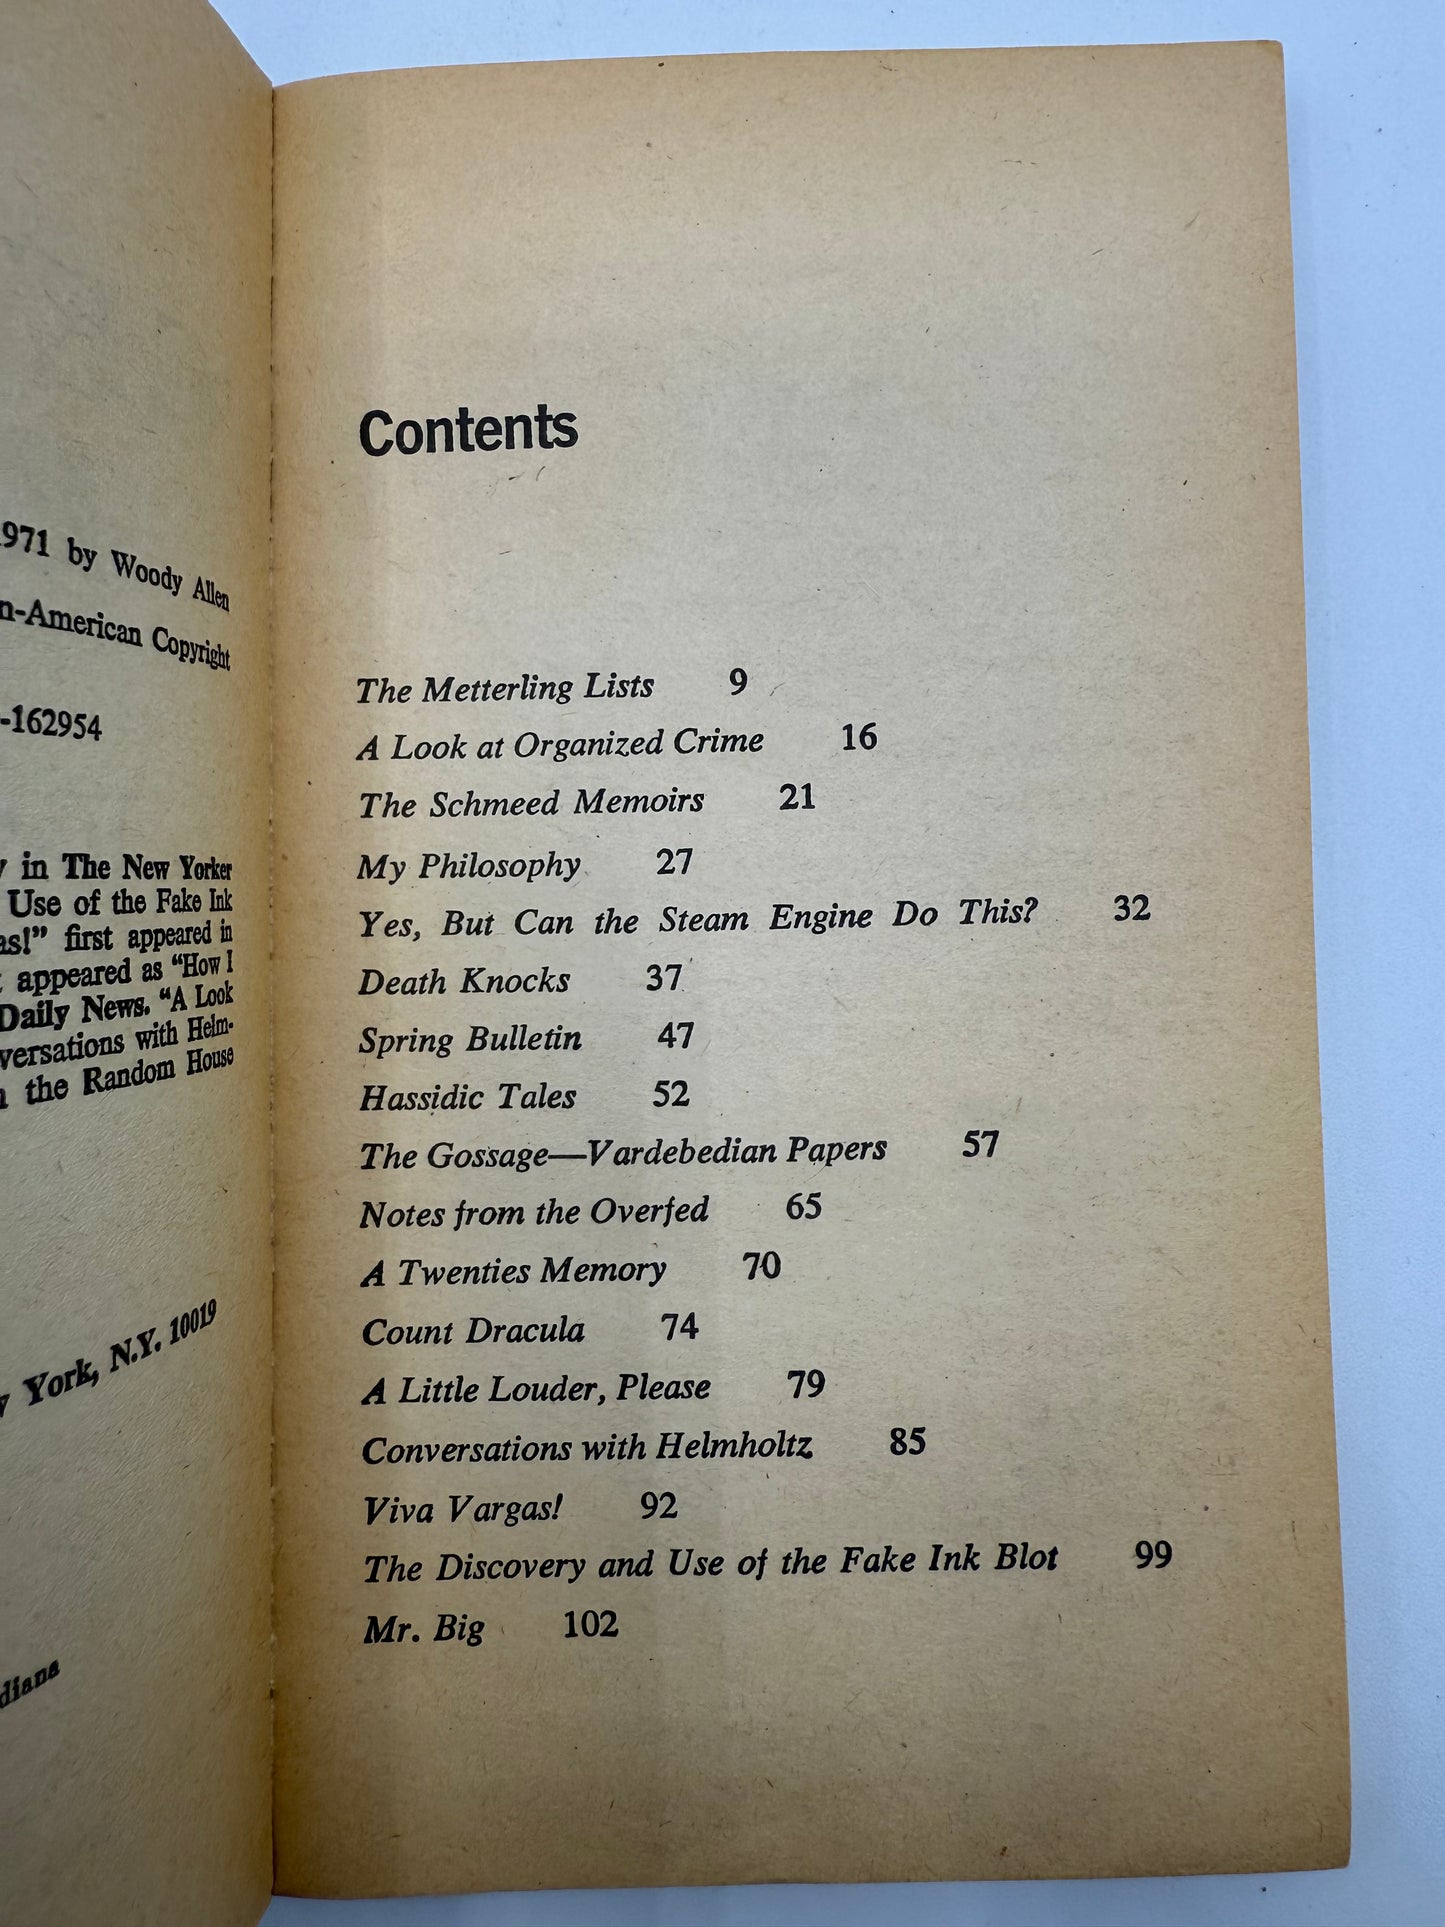 1971 by Woody Allen
-American Copyright
-162954
in The New Yorker
Use of the Fake Ink
first appeared in
appeared as "How I
Daily News. "A Look
with Helm-
the Random House
York, N.Y. 10019
Contents
The Metterling Lists 9
A Look at Organized Crime 16
The Schmeed Memoirs 21
My Philosophy 27
Yes, But Can the Steam Engine Do This? 32
Death Knocks 37
Spring Bulletin 47
Hassidic Tales 52
The Gossage—Vardebedian Papers 57
Notes from the Overfed 65
A Twenties Memory 70
Count Dracula 74
A Little Louder, Please 79
Conversations with Helmholtz 85
Viva Vargas! 92
The Discovery and Use of the Fake Ink Blot 99
Mr. Big 102